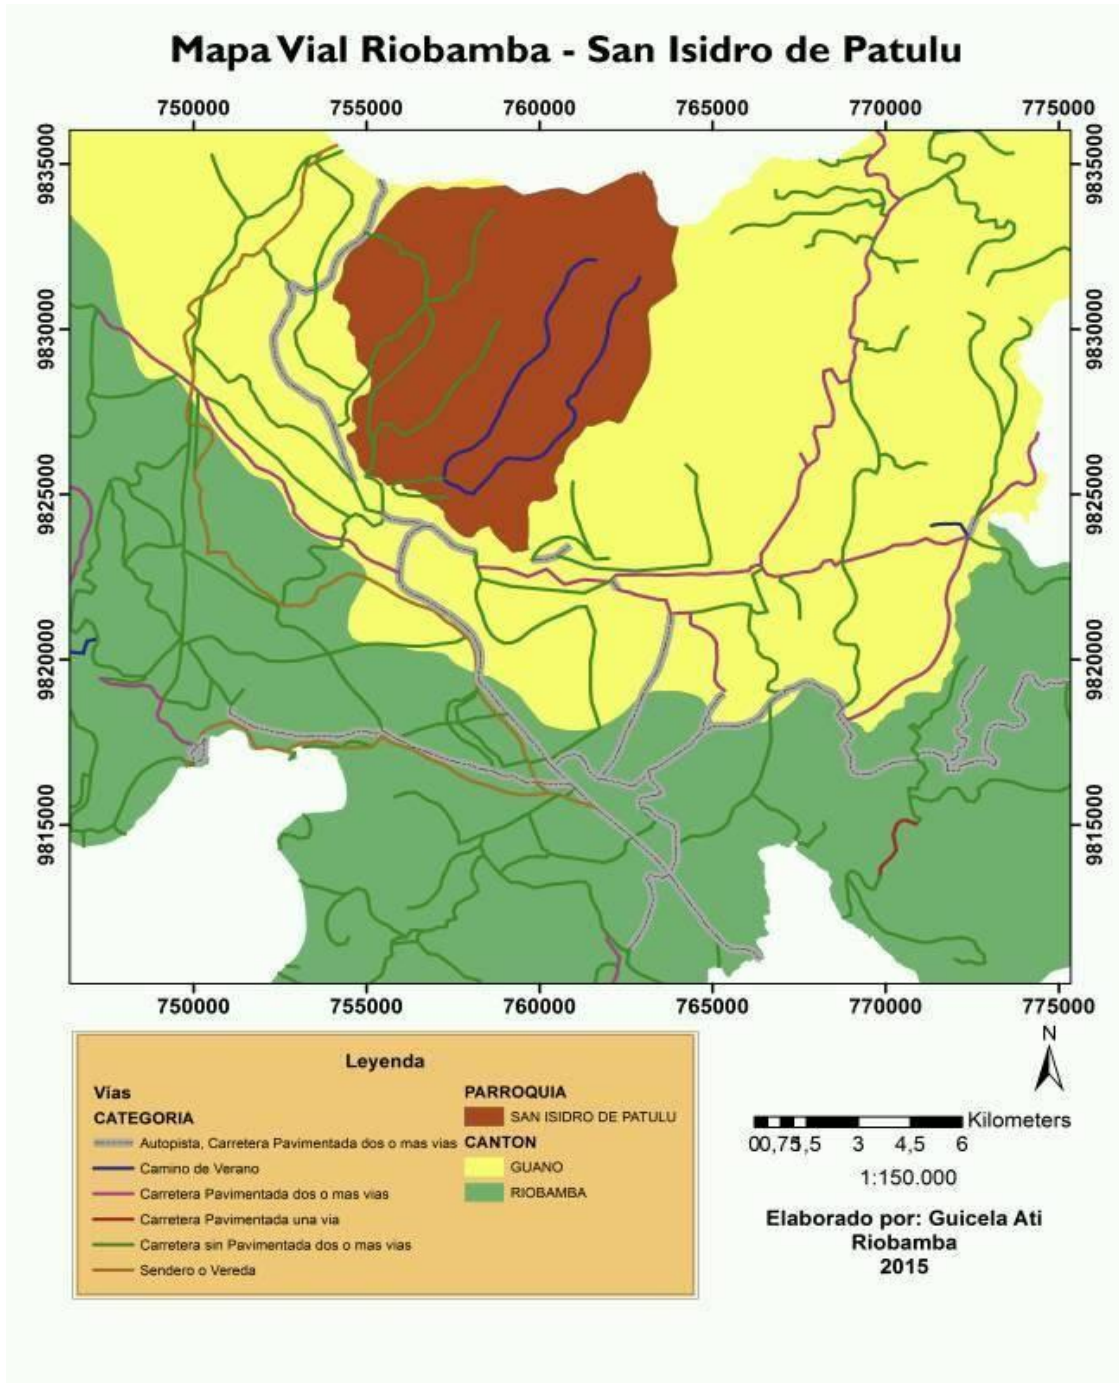 Mapa Vial Riobamba - San Isidro de Patulu
750000 755000 760000 765000 770000 775000
9835000 9835000
9830000 9830000
9825000 9825000
9820000 9820000
9815000 9815000
750000 755000 760000 765000 770000 775000
Leyenda
Vías
CATEGORIA
Autopista, Carretera Pavimentada dos o mas vias
Camino de Verano
Carretera Pavimentada dos o mas vias
Carretera Pavimentada una via
Carretera sin Pavimentada dos o mas vias
Sendero o Vereda
PARROQUIA
SAN ISIDRO DE PATULU
CANTON
GUANO
RIOBAMBA
N
Kilometers
00,751,5 3 4,5 6
1:150.000
Elaborado por: Guicela Ati
Riobamba
2015